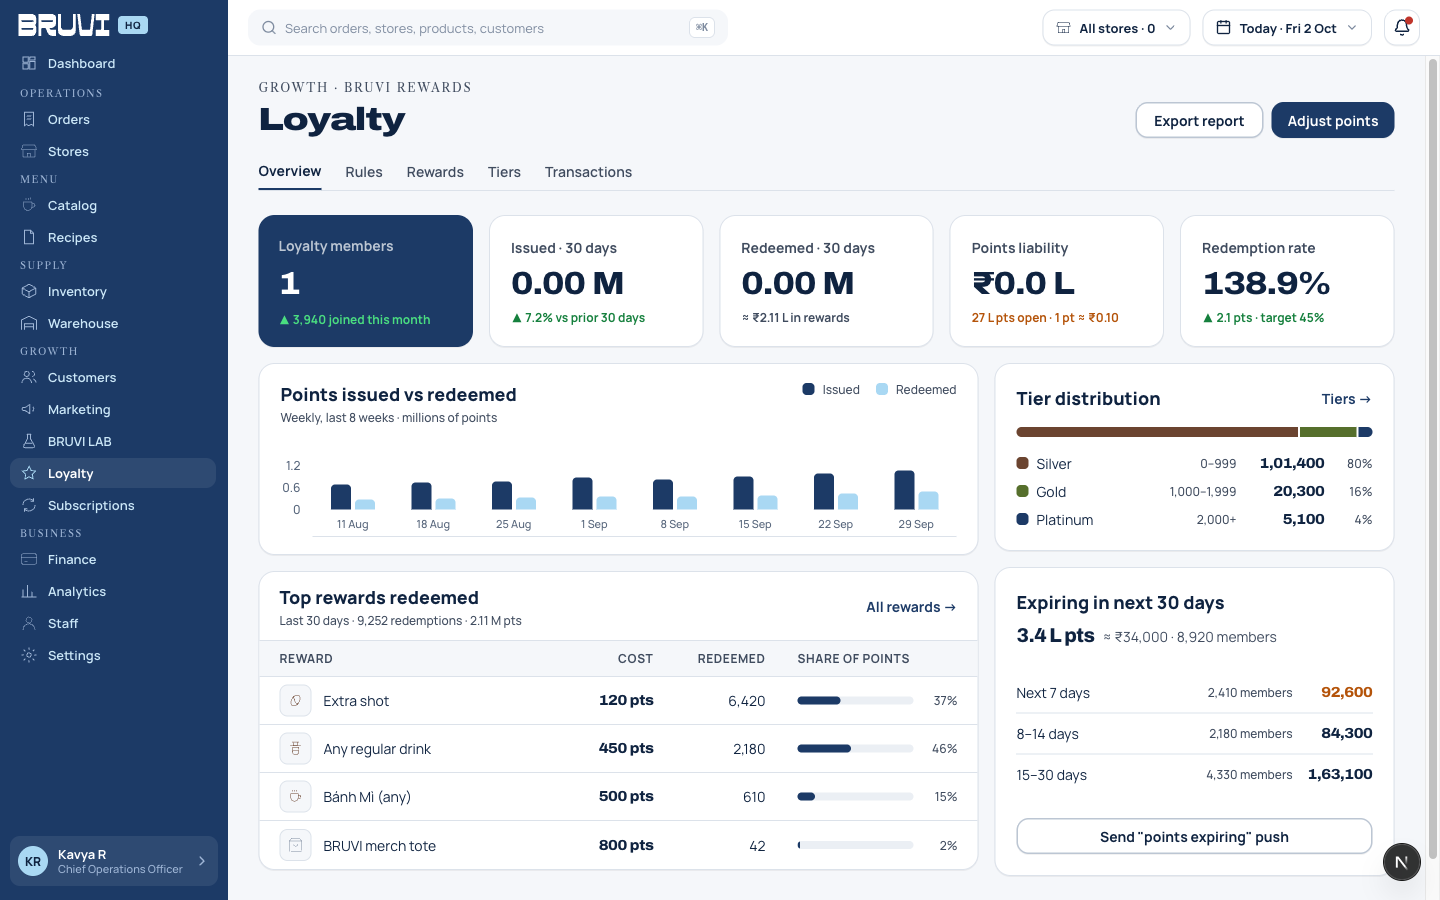 BRUVI HQ
Search orders, stores, products, customers
⌘K
All stores · 0
Today · Fri 2 Oct
Dashboard
OPERATIONS
Orders
Stores
MENU
Catalog
Recipes
SUPPLY
Inventory
Warehouse
GROWTH
Customers
Marketing
BRUVI LAB
Loyalty
Subscriptions
BUSINESS
Finance
Analytics
Staff
Settings
KR
Kavya R
Chief Operations Officer
GROWTH · BRUVI REWARDS
Loyalty
Export report
Adjust points
Overview Rules Rewards Tiers Transactions
Loyalty members
1
▲ 3,940 joined this month
Issued · 30 days
0.00 M
▲ 7.2% vs prior 30 days
Redeemed · 30 days
0.00 M
≈ ₹2.11 L in rewards
Points liability
₹0.0 L
27 L pts open · 1 pt ≈ ₹0.10
Redemption rate
138.9%
▲ 2.1 pts · target 45%
Points issued vs redeemed
Weekly, last 8 weeks · millions of points
Issued Redeemed
1.2
0.6
0
11 Aug 18 Aug 25 Aug 1 Sep 8 Sep 15 Sep 22 Sep 29 Sep
Tier distribution
Tiers →
Silver 0–999 1,01,400 80%
Gold 1,000–1,999 20,300 16%
Platinum 2,000+ 5,100 4%
Top rewards redeemed
Last 30 days · 9,252 redemptions · 2.11 M pts
All rewards →
REWARD COST REDEEMED SHARE OF POINTS
Extra shot 120 pts 6,420 37%
Any regular drink 450 pts 2,180 46%
Bánh Mì (any) 500 pts 610 15%
BRUVI merch tote 800 pts 42 2%
Expiring in next 30 days
3.4 L pts ≈ ₹34,000 · 8,920 members
Next 7 days 2,410 members 92,600
8–14 days 2,180 members 84,300
15–30 days 4,330 members 1,63,100
Send "points expiring" push
N